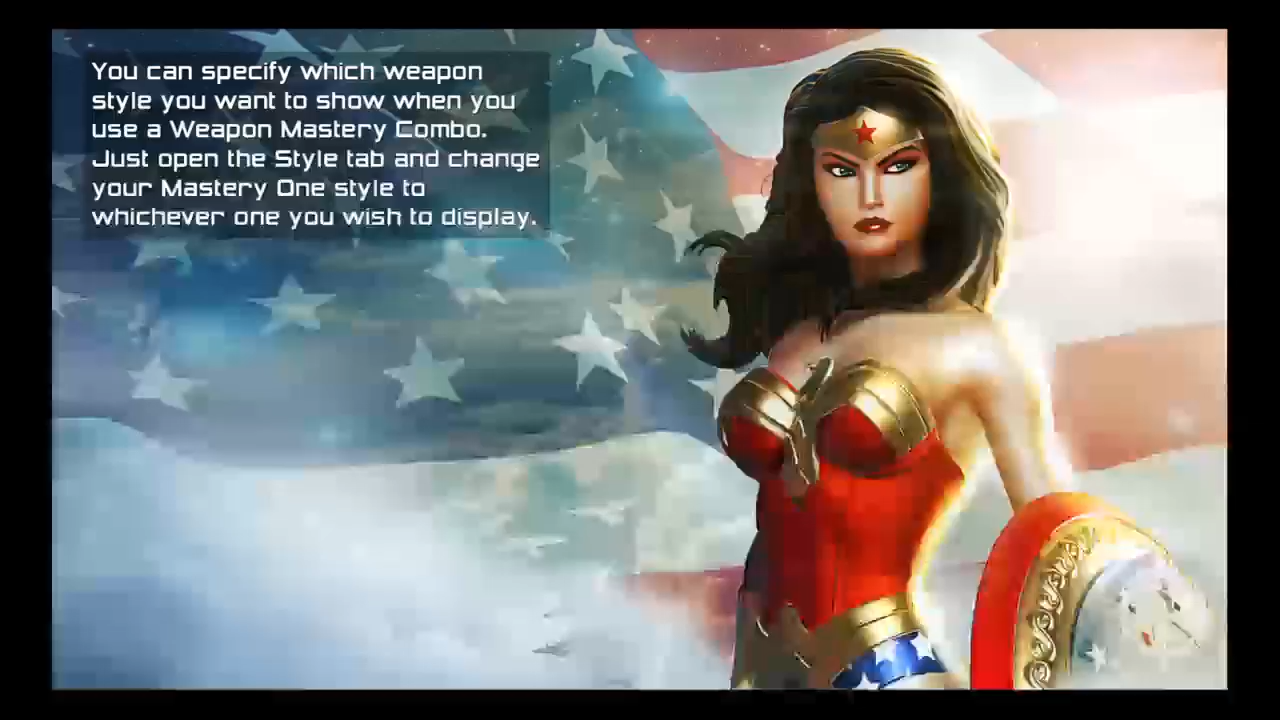 You can specify which weapon
style you want to show when you
use a Weapon Mastery Combo.
Just open the Style tab and change
your Mastery One style to
whichever one you wish to display.